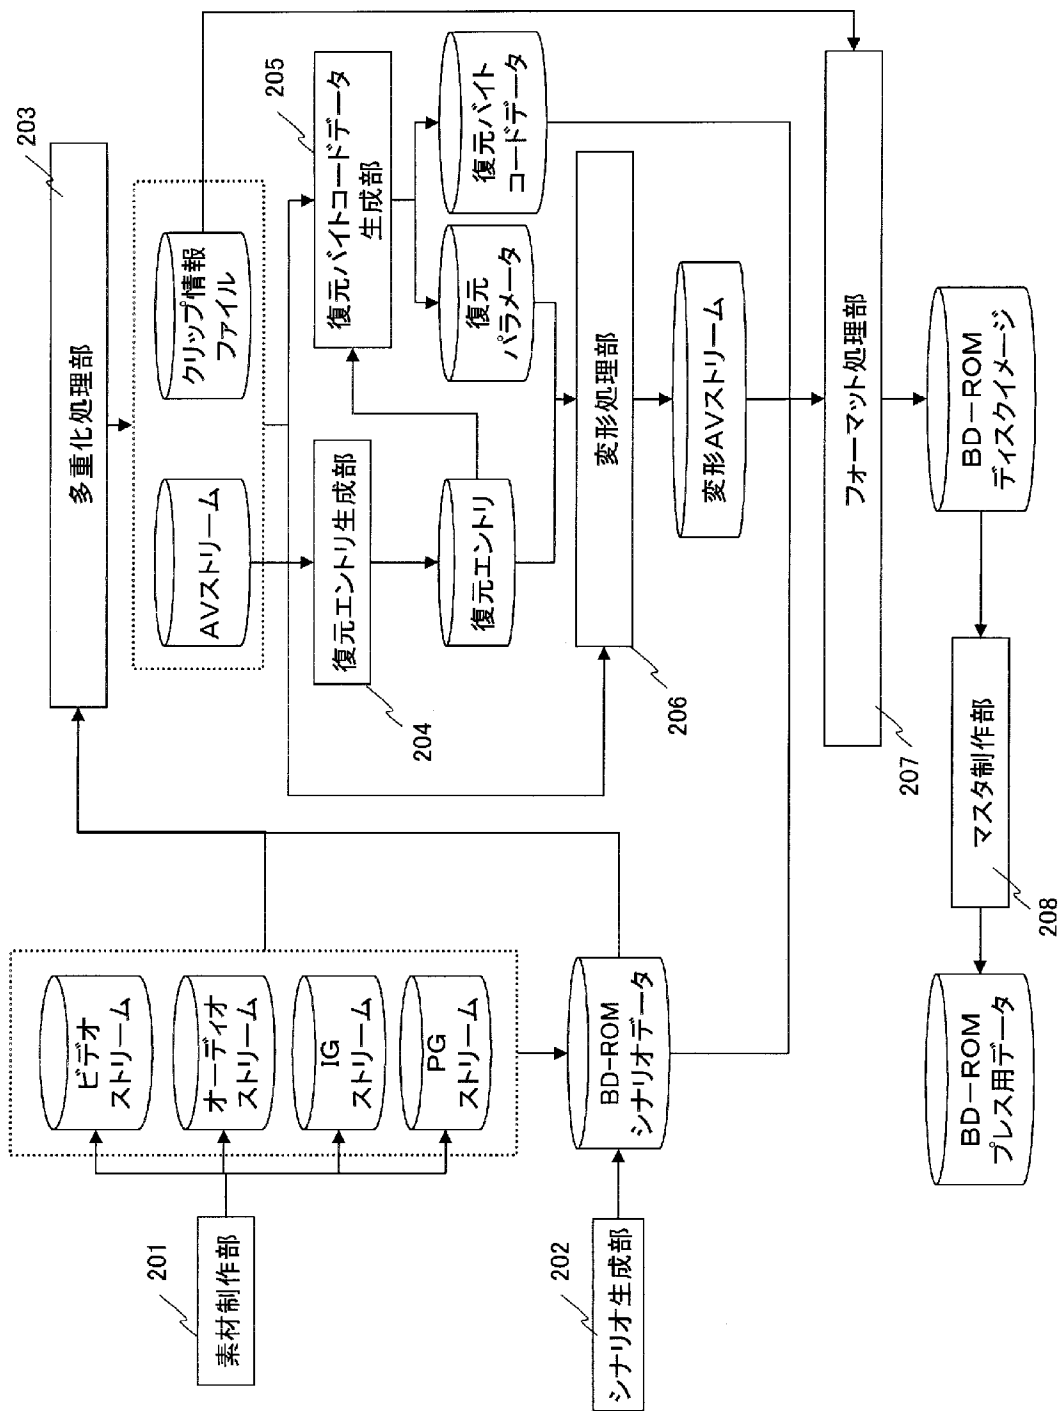 201
素材制作部
ビデオ
ストリーム
オーディオ
ストリーム
IG
ストリーム
PG
ストリーム
202
シナリオ生成部
BD-ROM
シナリオデータ
203
多重化処理部
AVストリーム
クリップ情報
ファイル
204
復元エントリ生成部
復元エントリ
205
復元バイトコードデータ
生成部
復元
パラメータ
復元バイト
コードデータ
206
変形処理部
変形AVストリーム
207
フォーマット処理部
BD-ROM
ディスクイメージ
208
マスタ制作部
BD-ROM
プレス用データ